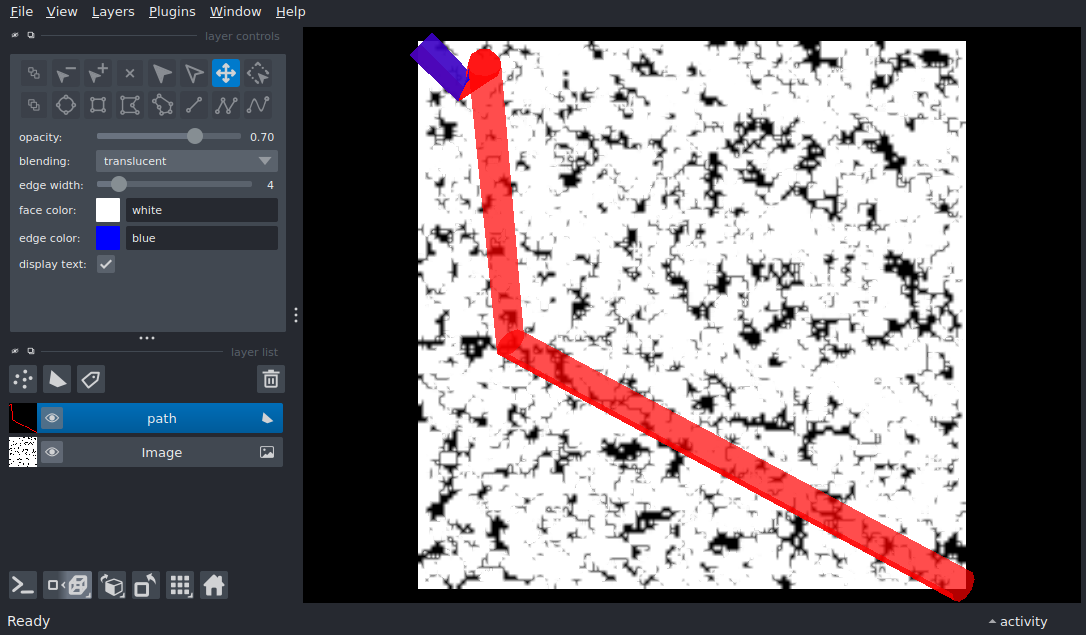 File View Layers Plugins Window Help
layer controls
opacity: 0.70
blending: translucent
edge width: 4
face color: white
edge color: blue
display text:
layer list
path
Image
Ready
activity